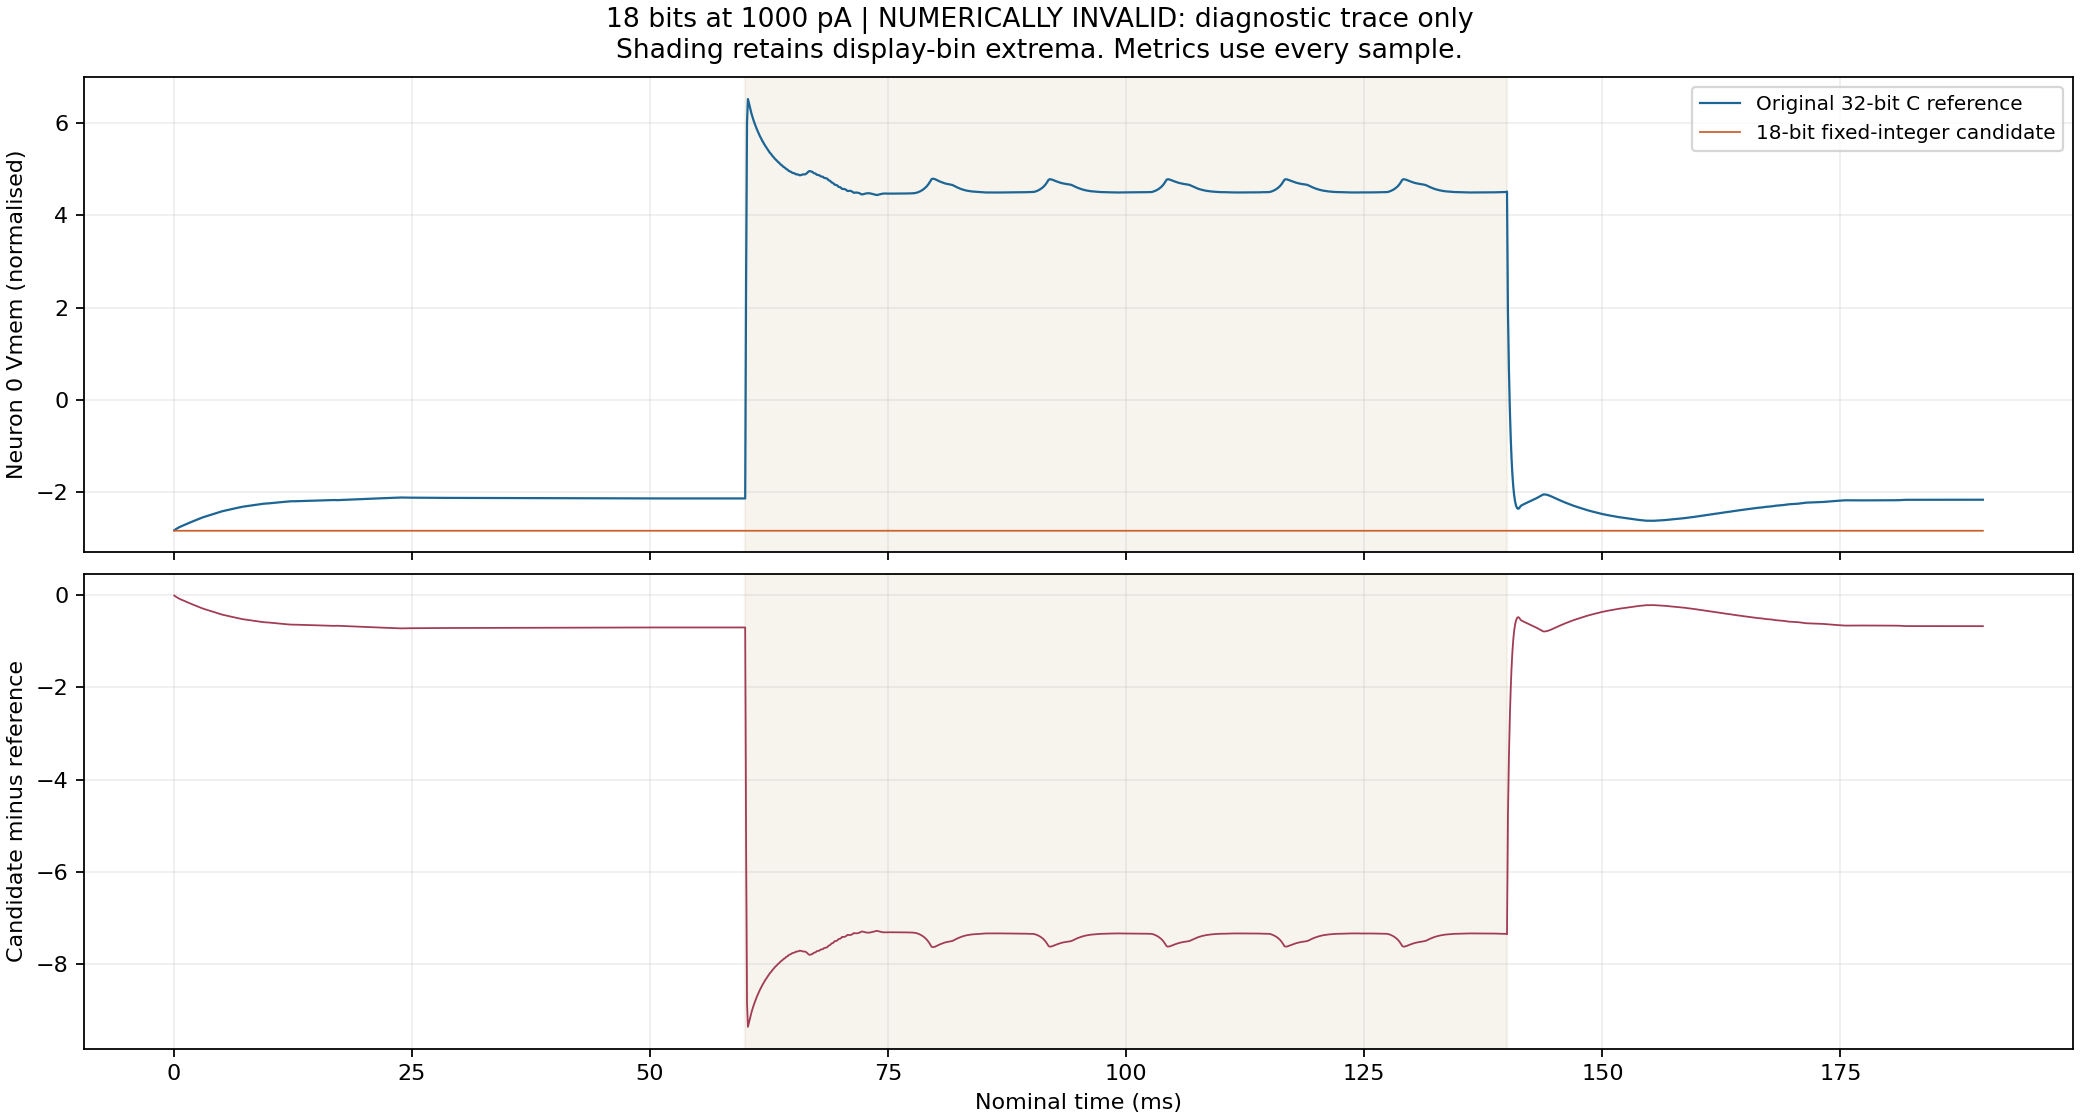 18 bits at 1000 pA | NUMERICALLY INVALID: diagnostic trace only
Shading retains display-bin extrema. Metrics use every sample.
Neuron 0 Vmem (normalised)
6
4
2
0
−2
Original 32-bit C reference
18-bit fixed-integer candidate
Candidate minus reference
0
−2
−4
−6
−8
0 25 50 75 100 125 150 175
Nominal time (ms)